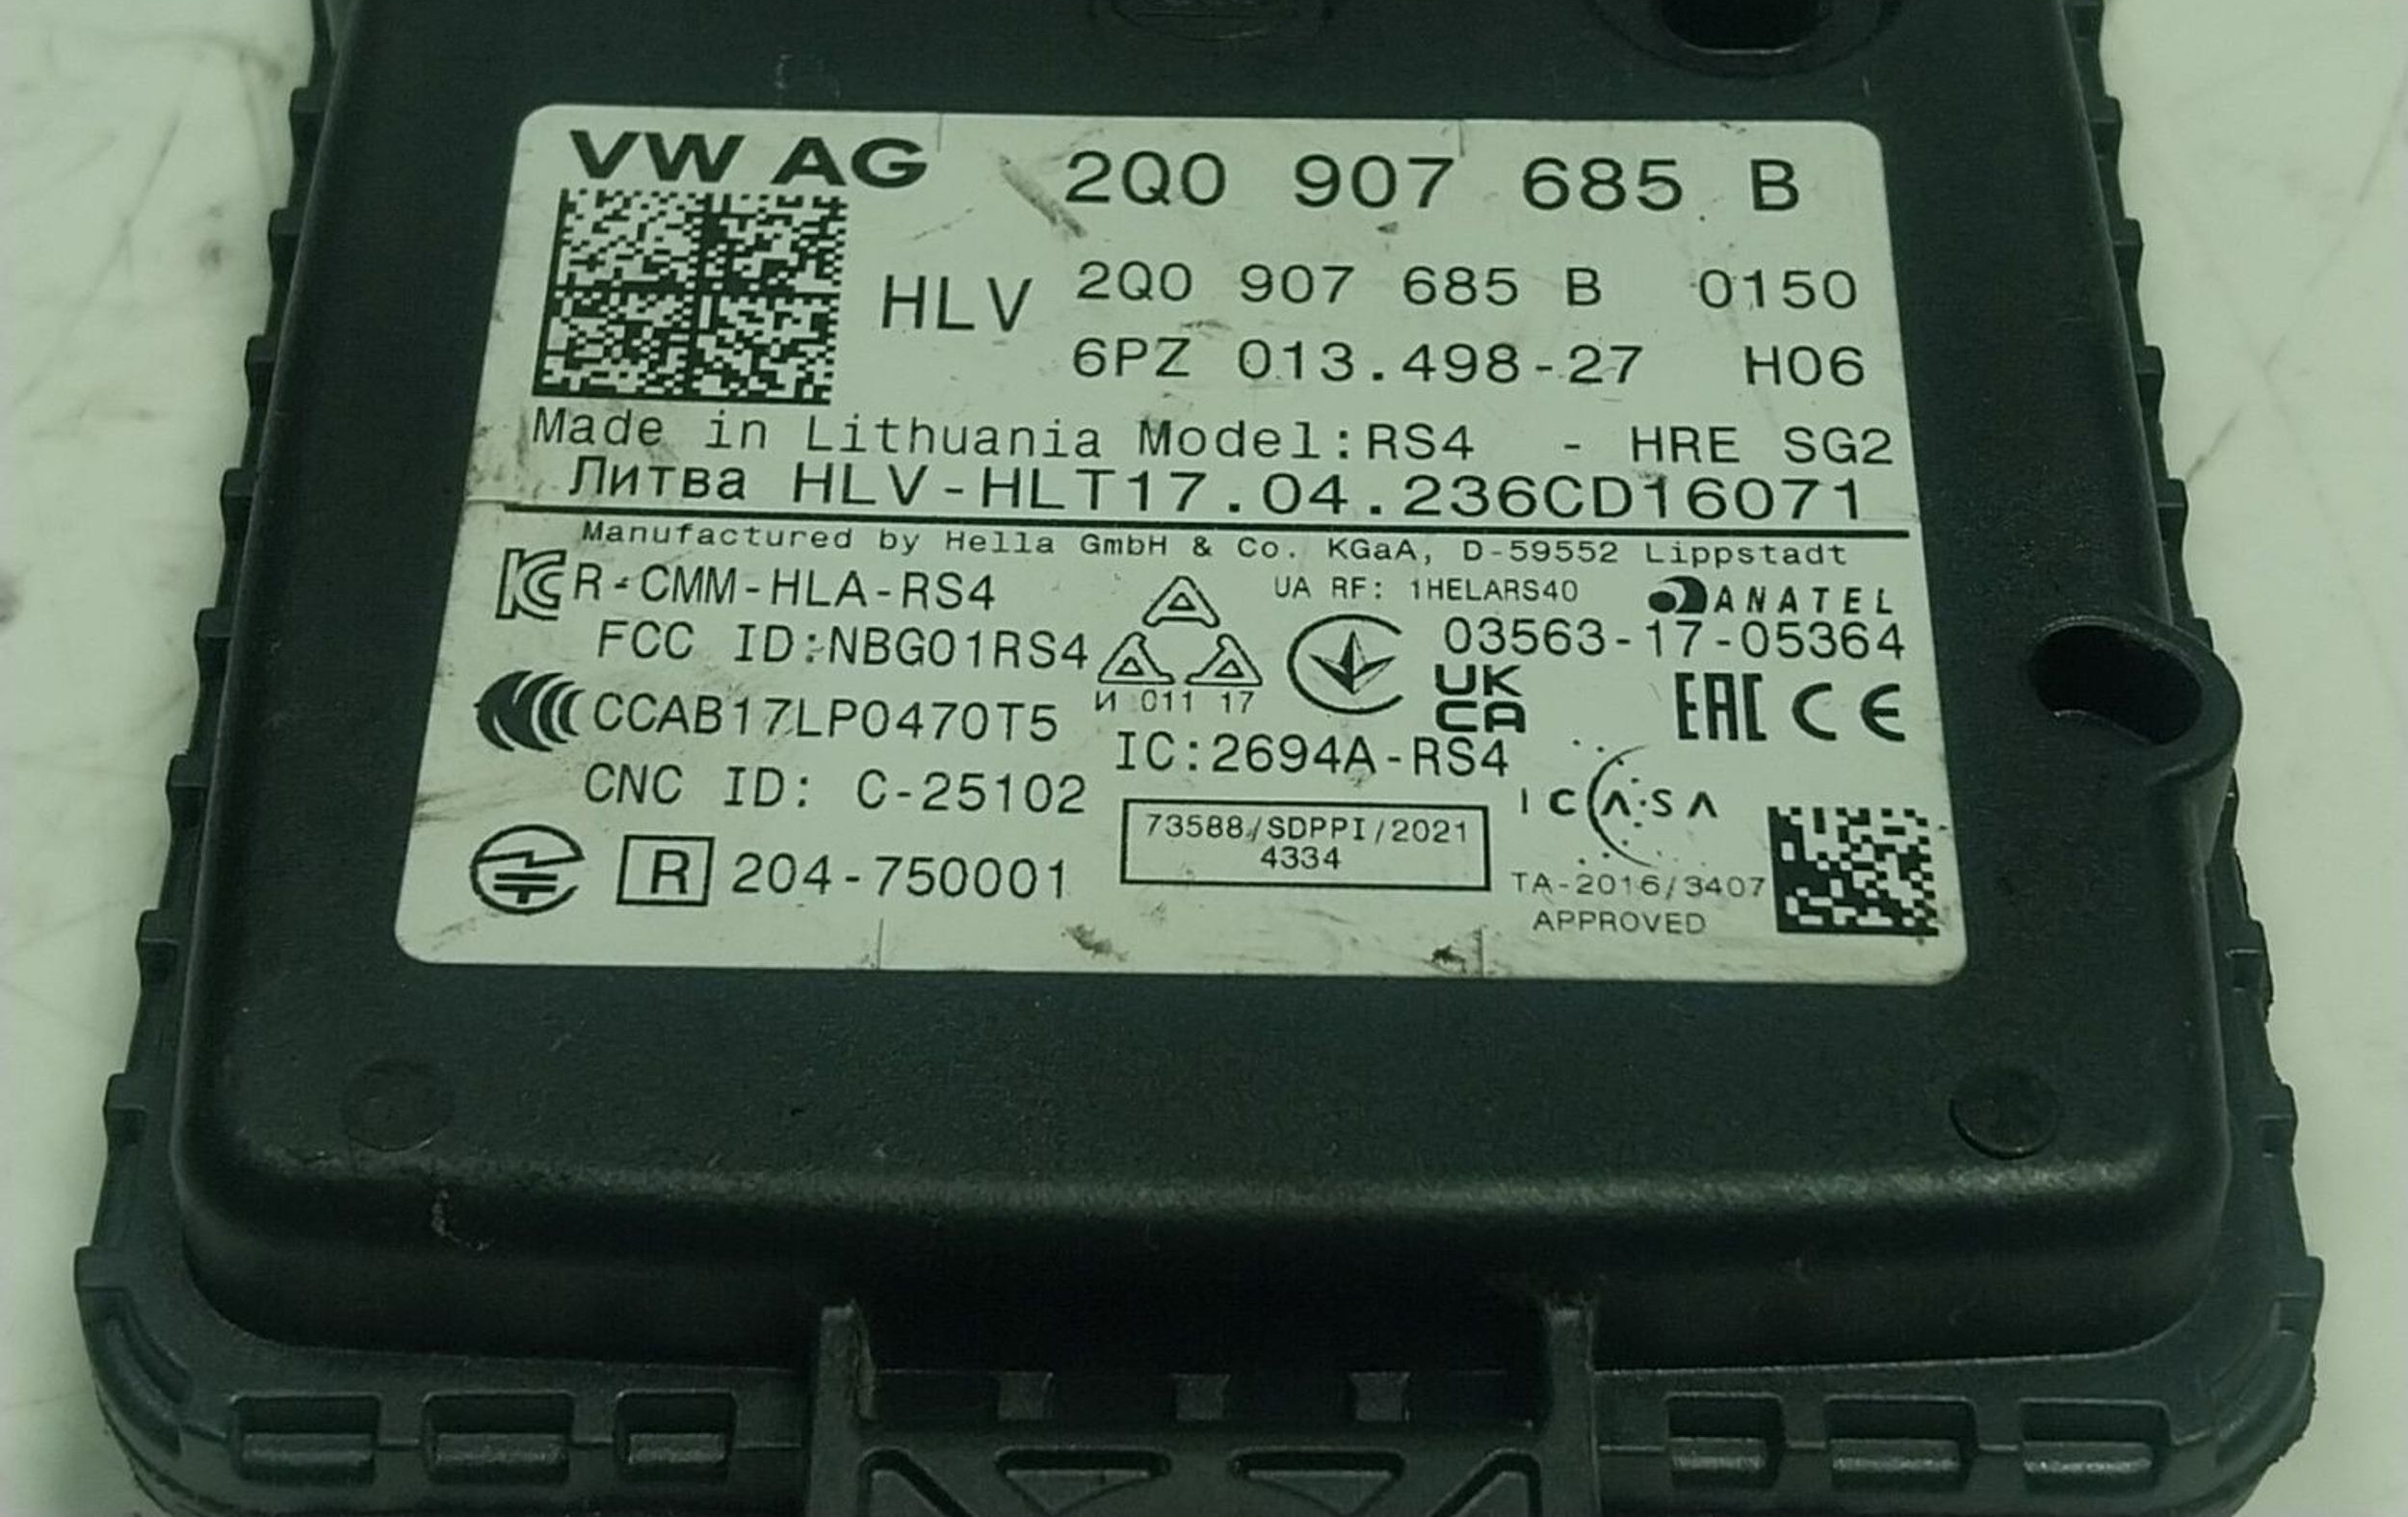 VW AG 2Q0 907 685 B
HLV 2Q0 907 685 B 0150
6PZ 013.498-27 H06
Made in Lithuania Model:RS4 - HRE SG2
Литва HLV-HLT17.04.236CD16071
Manufactured by Hella GmbH & Co. KGaA, D-59552 Lippstadt
R-CMM-HLA-RS4
UA RF: 1HELARS40
ANATEL
FCC ID:NBG01RS4
03563-17-05364
CCAB17LP0470T5
И 011 17
UK
CA
EAC CE
IC:2694A-RS4
CNC ID: C-25102
ICASA
73588/SDPPI/2021
4334
R 204-750001
TA-2016/3407
APPROVED